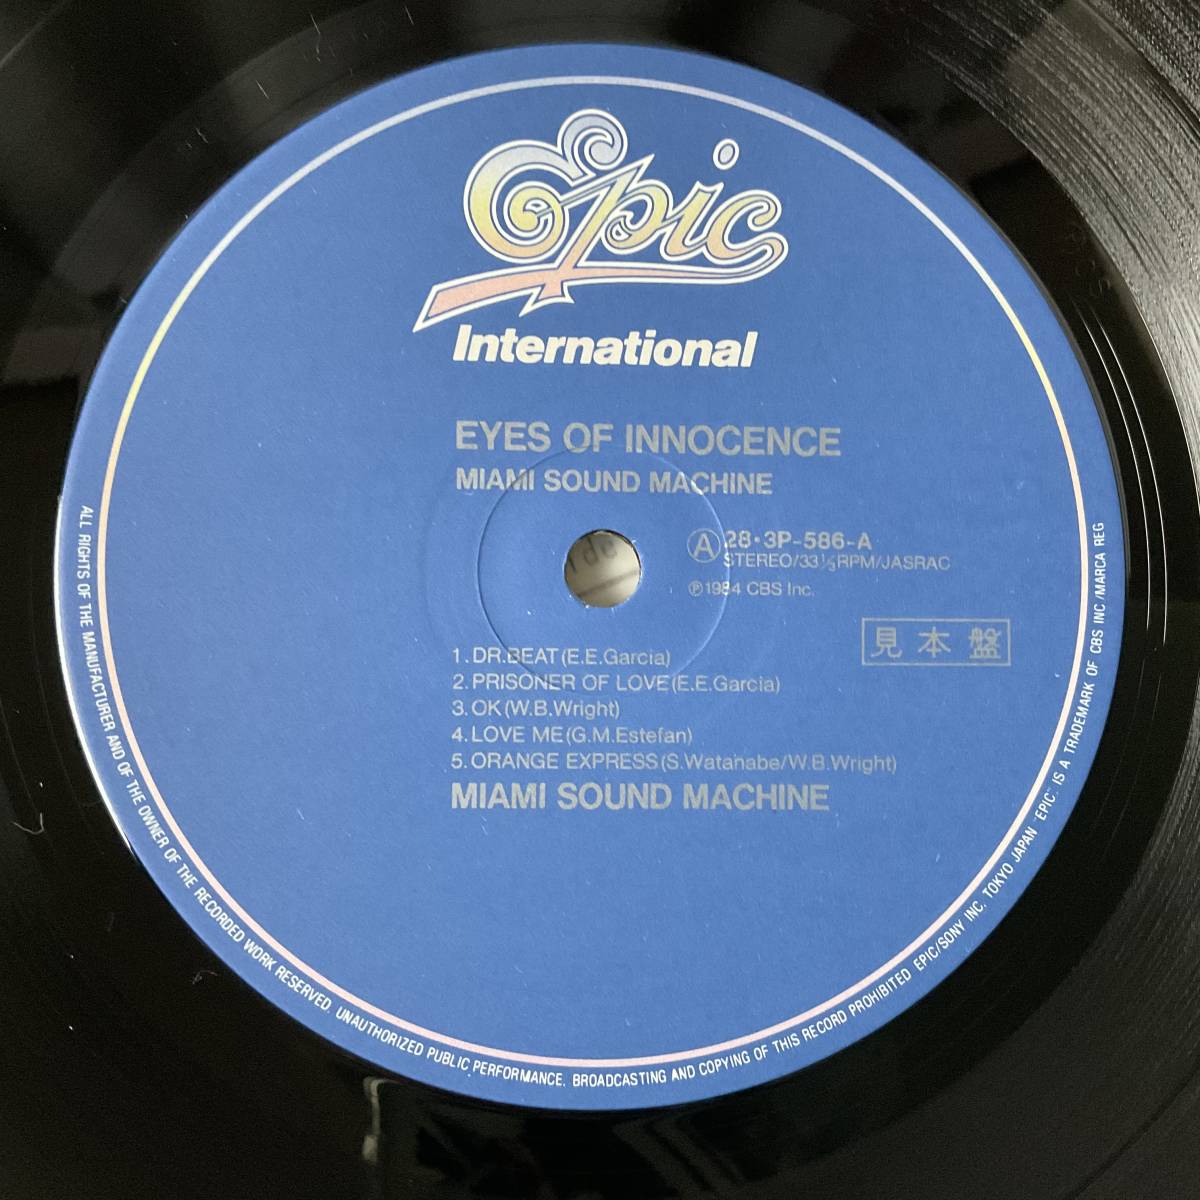 Epic
International
EYES OF INNOCENCE
MIAMI SOUND MACHINE
Ⓐ 28・3P-586-A
STEREO/33 1/3 RPM/JASRAC
℗1984 CBS Inc.
見本盤
1. DR.BEAT (E.E.Garcia)
2. PRISONER OF LOVE (E.E.Garcia)
3. OK (W.B.Wright)
4. LOVE ME (G.M.Estefan)
5. ORANGE EXPRESS (S.Watanabe/W.B.Wright)
MIAMI SOUND MACHINE
ALL RIGHTS OF THE MANUFACTURER AND OF THE OWNER OF THE RECORDED WORK RESERVED. UNAUTHORIZED PUBLIC PERFORMANCE. BROADCASTING AND COPYING OF THIS RECORD PROHIBITED EPIC/SONY INC. TOKYO JAPAN "EPIC". IS A TRADEMARK OF CBS INC /MARCA REG